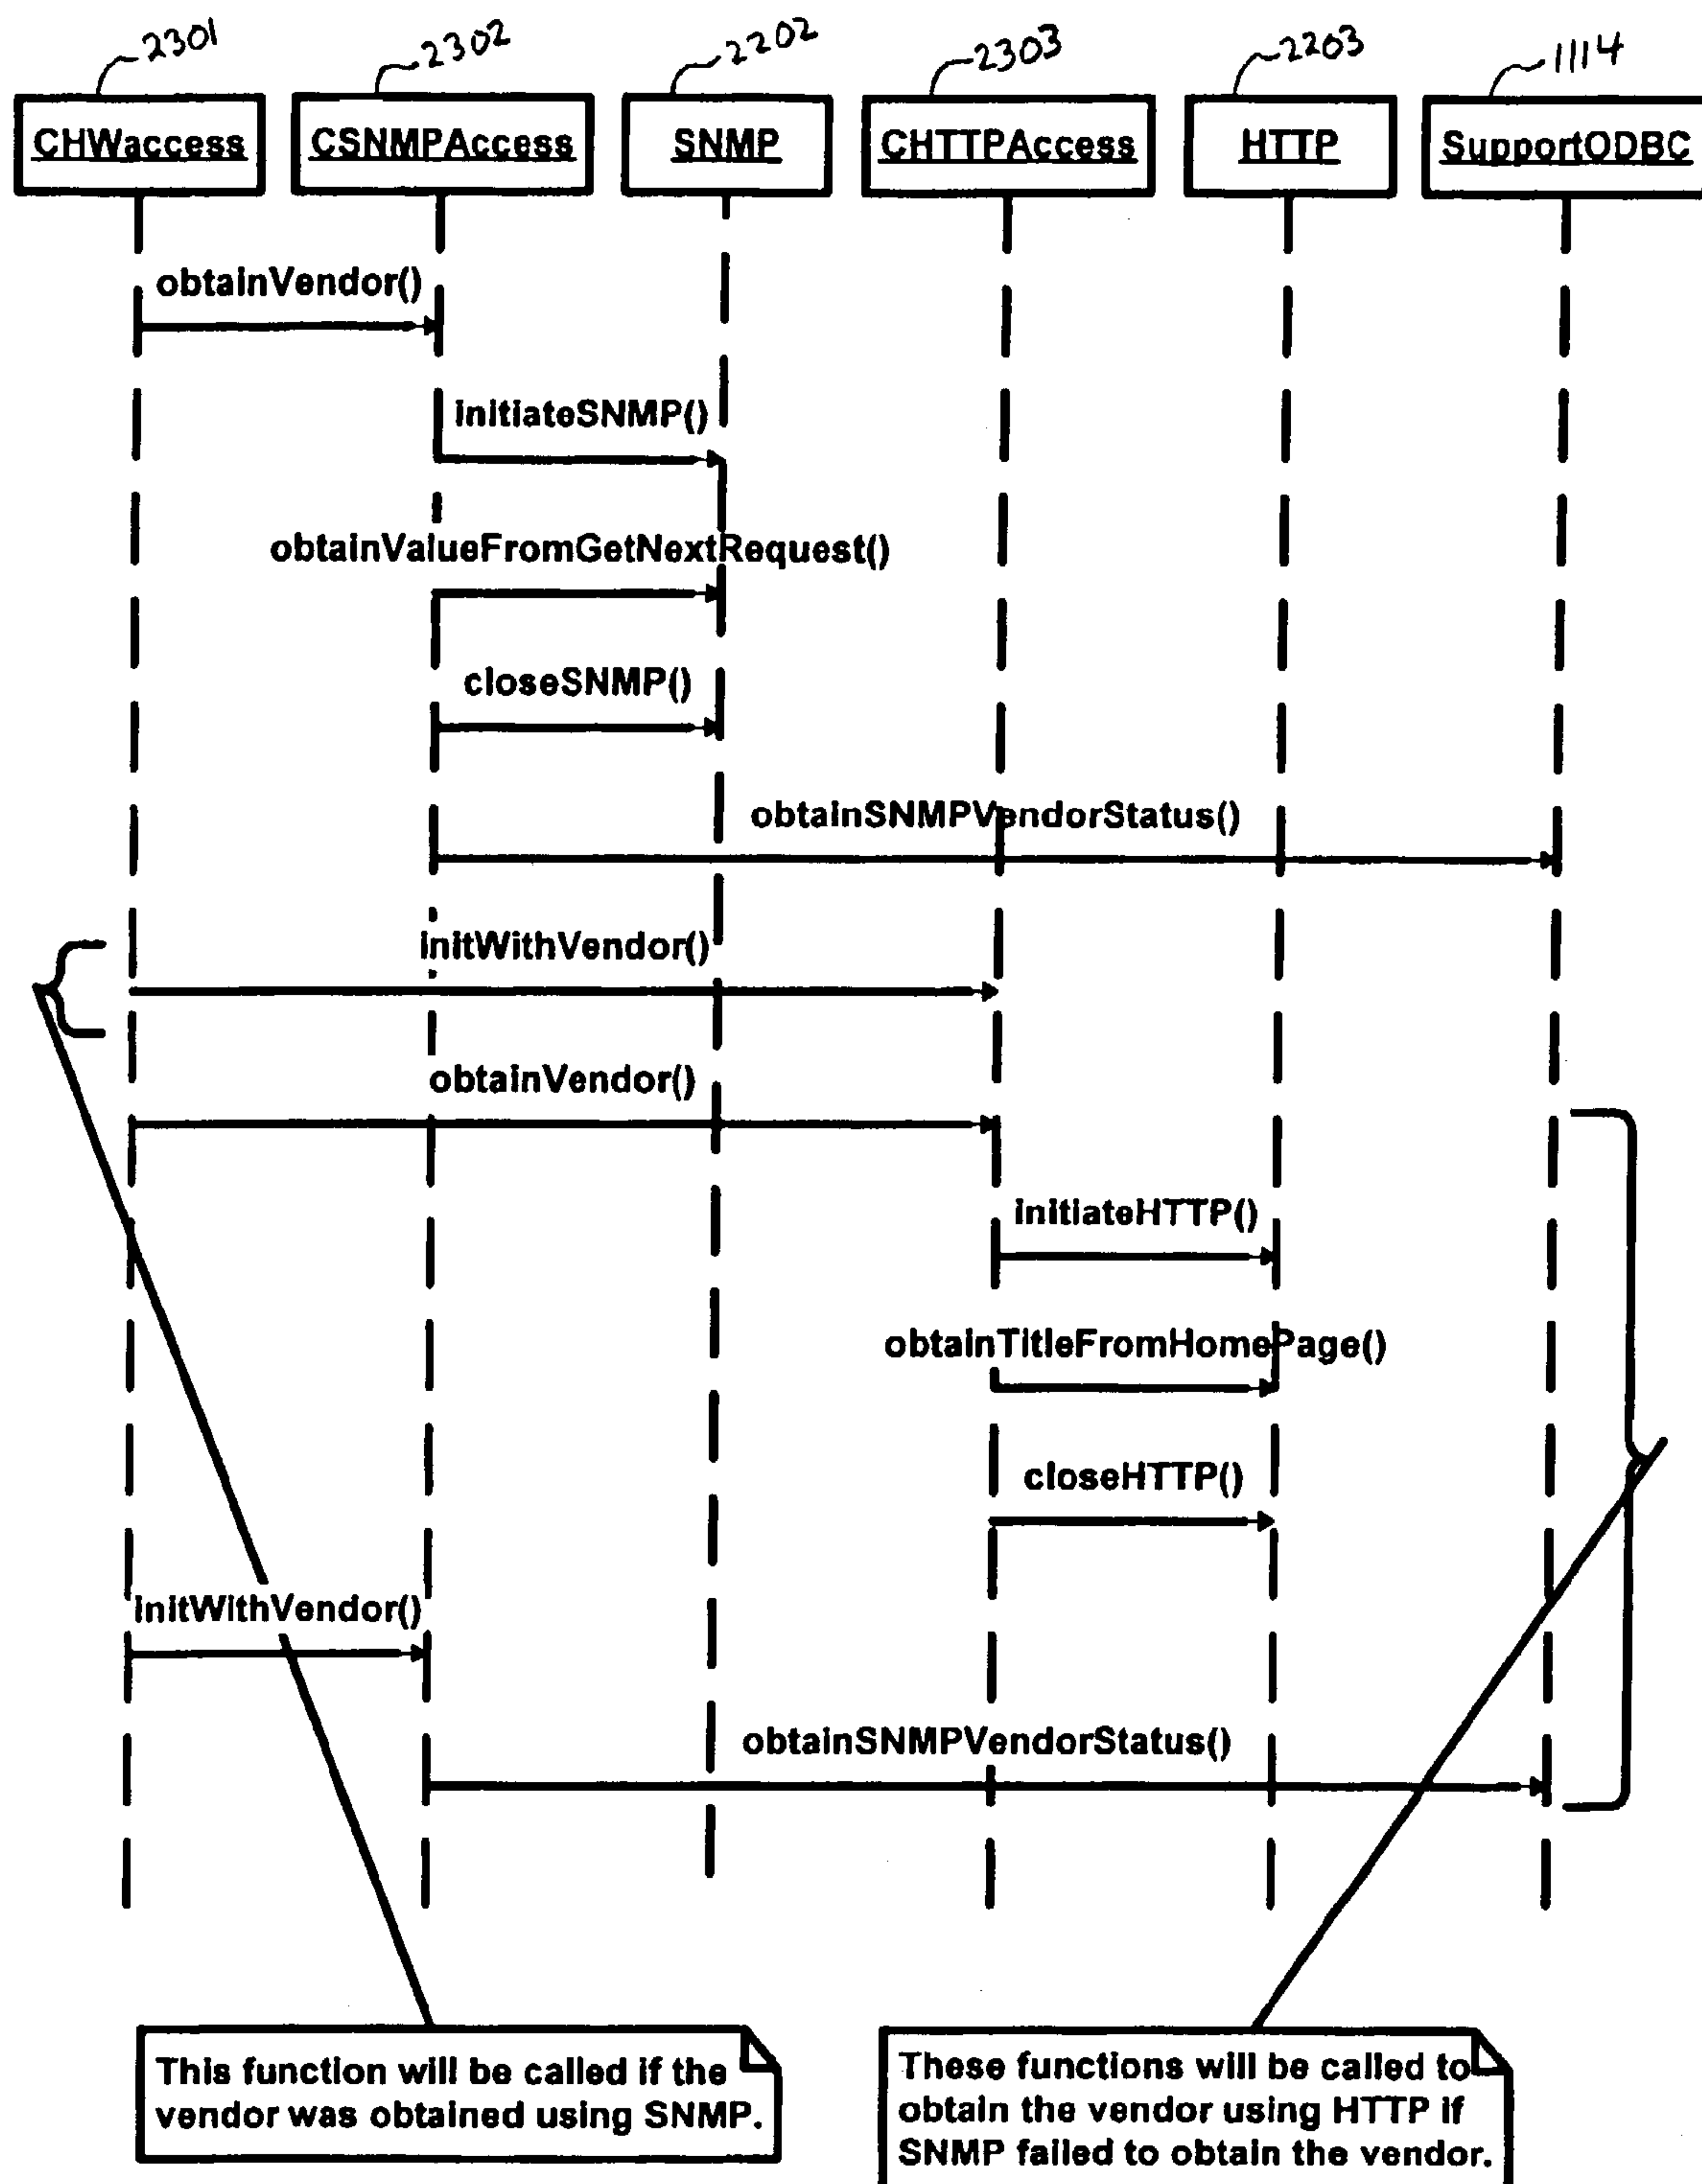 2301
2302
2202
2303
2203
1114
CHWaccess
CSNMPAccess
SNMP
CHTTPAccess
HTTP
SupportODBC
obtainVendor()
initiateSNMP()
obtainValueFromGetNextRequest()
closeSNMP()
obtainSNMPVendorStatus()
initWithVendor()
obtainVendor()
initiateHTTP()
obtainTitleFromHomePage()
closeHTTP()
initWithVendor()
obtainSNMPVendorStatus()
This function will be called if the
vendor was obtained using SNMP.
These functions will be called to
obtain the vendor using HTTP if
SNMP failed to obtain the vendor.